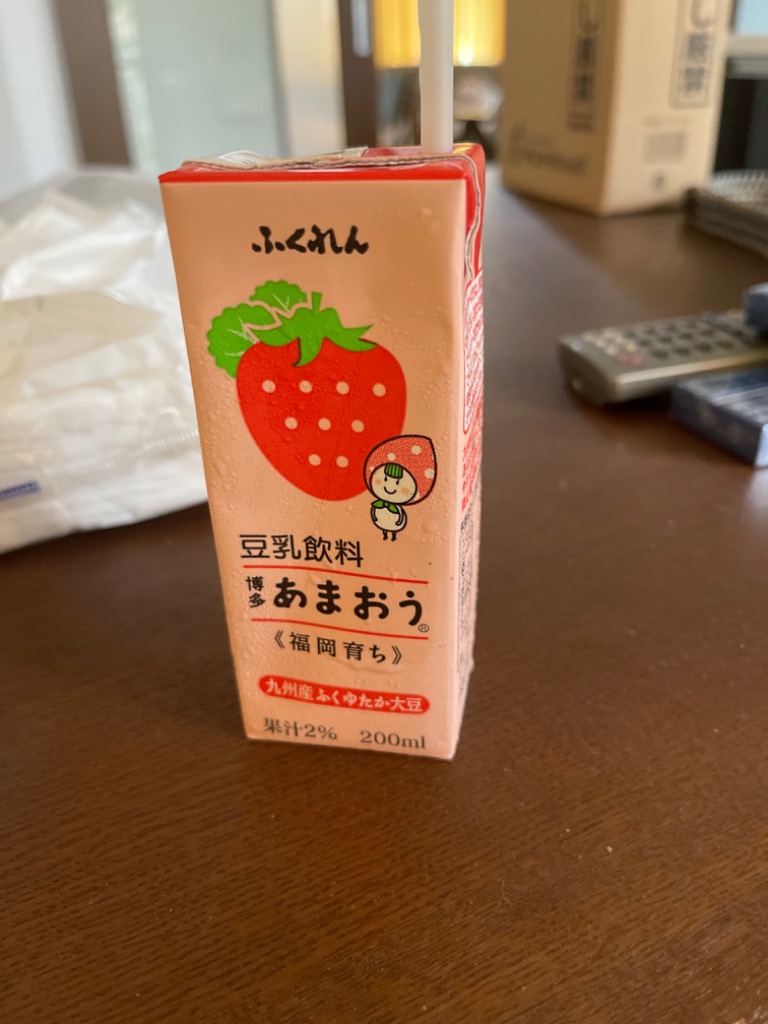 ふくれん
豆乳飲料
博多 あまおう®
《福岡育ち》
九州産ふくゆたか大豆
果汁2% 200ml